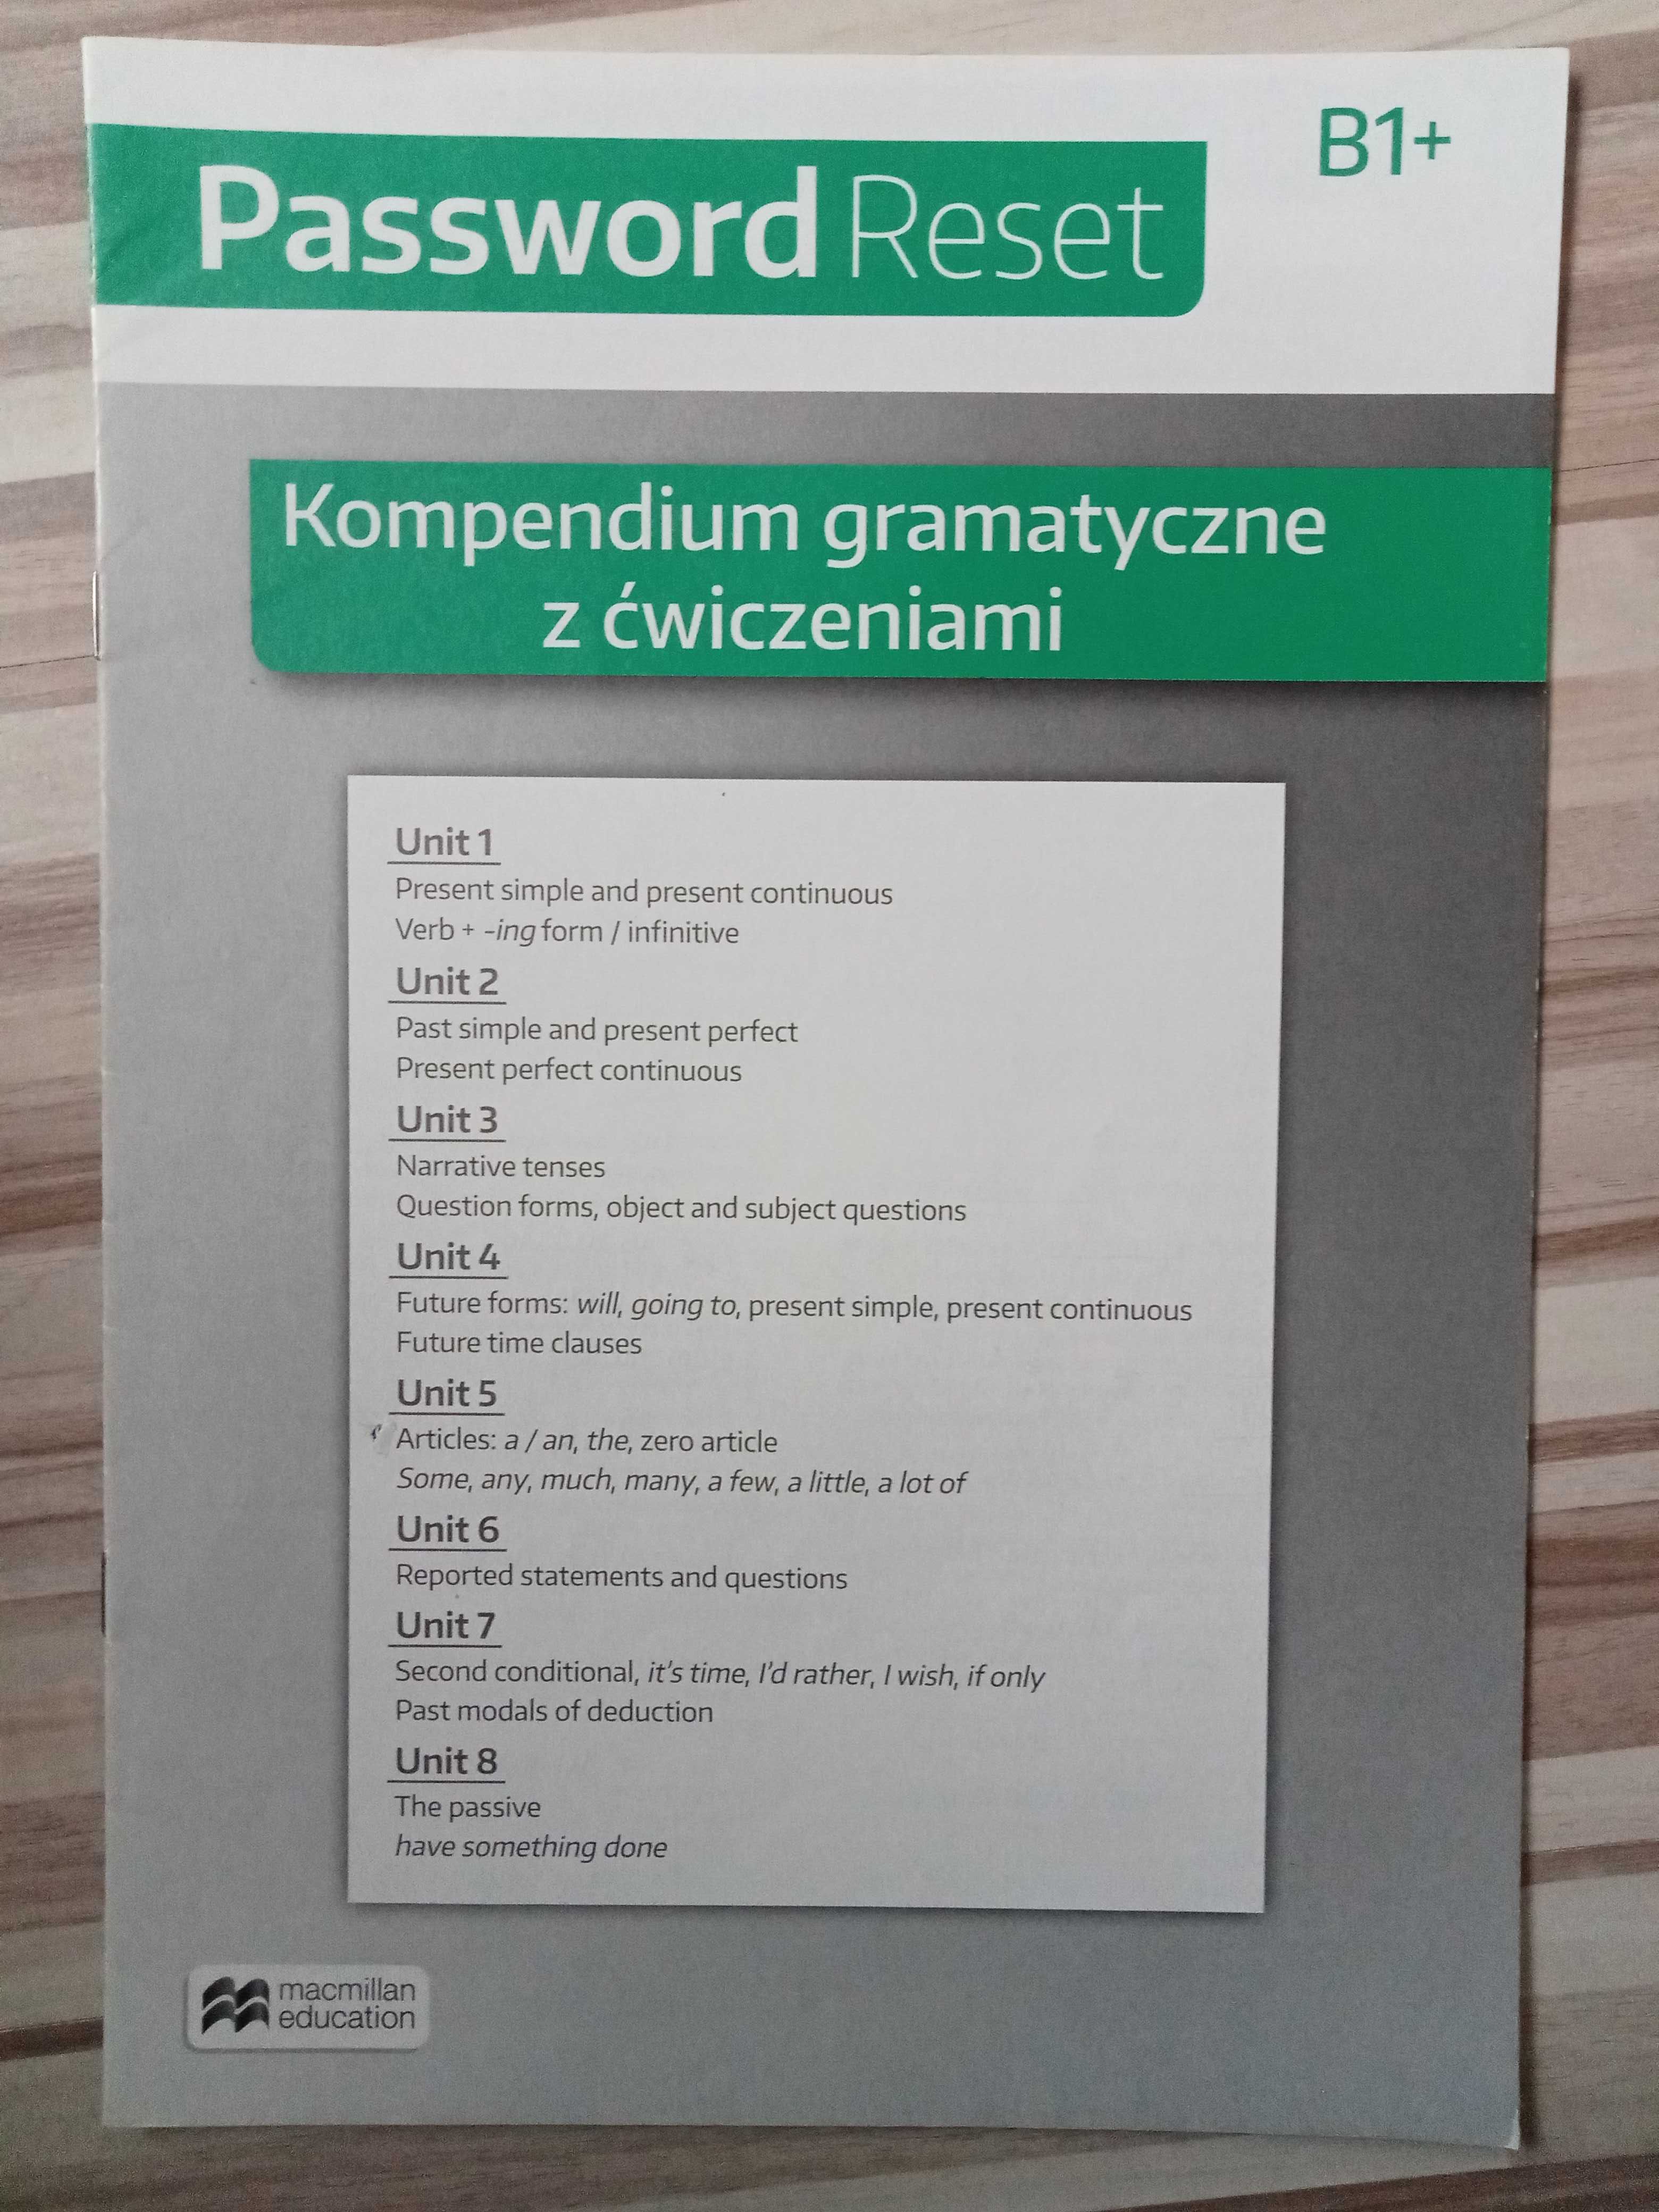 Password Reset
B1+
Kompendium gramatyczne
z ćwiczeniami
Unit 1
Present simple and present continuous
Verb + -ing form / infinitive
Unit 2
Past simple and present perfect
Present perfect continuous
Unit 3
Narrative tenses
Question forms, object and subject questions
Unit 4
Future forms: will, going to, present simple, present continuous
Future time clauses
Unit 5
Articles: a / an, the, zero article
Some, any, much, many, a few, a little, a lot of
Unit 6
Reported statements and questions
Unit 7
Second conditional, it's time, I'd rather, I wish, if only
Past modals of deduction
Unit 8
The passive
have something done
macmillan
education